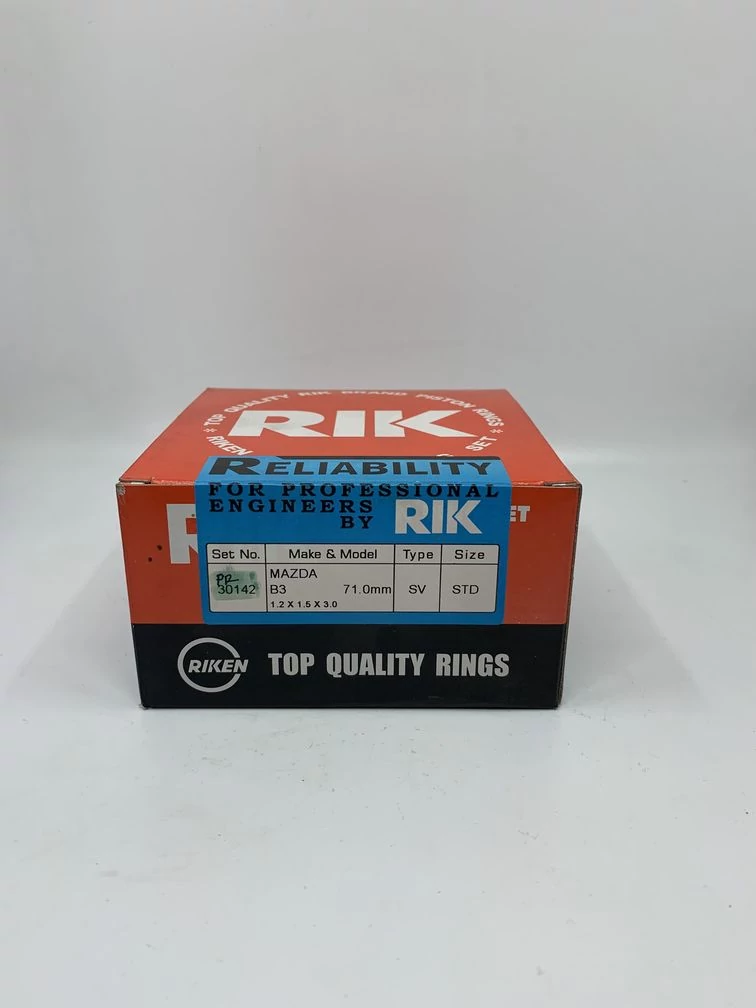 * TOP QUALITY RIK BRAND PISTON RINGS *
RIK
RIKEN SET
RELIABILITY
FOR PROFESSIONAL
ENGINEERS
BY RIK
R ET
Set No. Make & Model Type Size
PR 30142 MAZDA B3 71.0mm SV STD
1.2 X 1.5 X 3.0
RIKEN TOP QUALITY RINGS